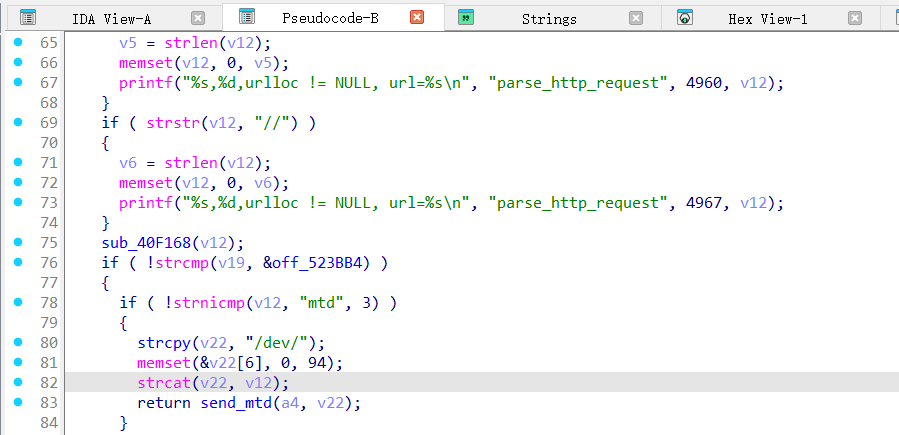 IDA View-A Pseudocode-B Strings Hex View-1
65 v5 = strlen(v12);
66 memset(v12, 0, v5);
67 printf("%s,%d,urlloc != NULL, url=%s\n", "parse_http_request", 4960, v12);
68 }
69 if ( strstr(v12, "//") )
70 {
71 v6 = strlen(v12);
72 memset(v12, 0, v6);
73 printf("%s,%d,urlloc != NULL, url=%s\n", "parse_http_request", 4967, v12);
74 }
75 sub_40F168(v12);
76 if ( !strcmp(v19, &off_523BB4) )
77 {
78 if ( !strnicmp(v12, "mtd", 3) )
79 {
80 strcpy(v22, "/dev/");
81 memset(&v22[6], 0, 94);
82 strcat(v22, v12);
83 return send_mtd(a4, v22);
84 }